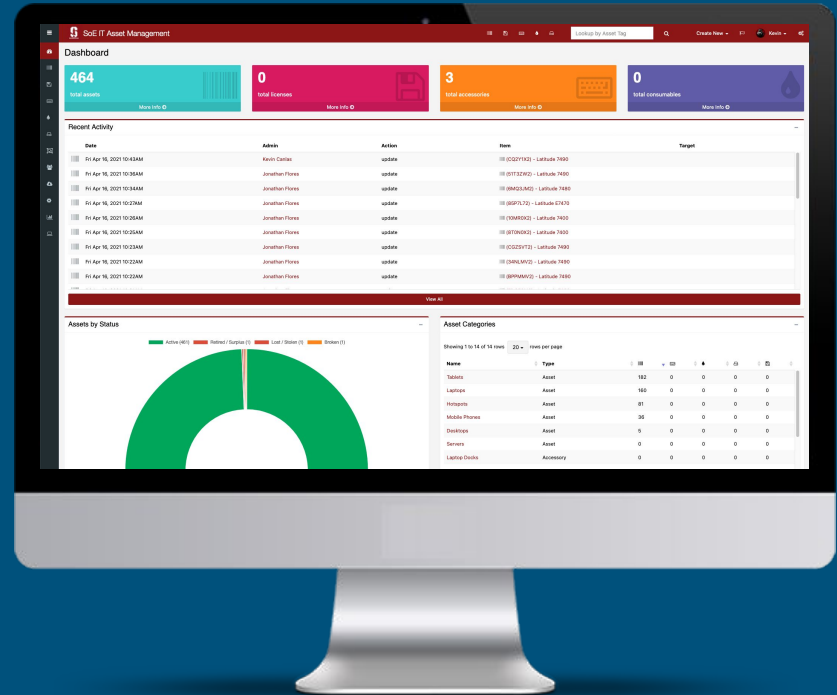 SoE IT Asset Management
Lookup by Asset Tag
Create New
Kevin
Dashboard
464
total assets
More Info
0
total licenses
More Info
3
total accessories
More Info
0
total consumables
More Info
Recent Activity
Date Admin Action Item Target
Fri Apr 16, 2021 10:43AM Kevin Canlas update (CQ2Y1X2) - Latitude 7490
Fri Apr 16, 2021 10:36AM Jonathan Flores update (S1T3ZW2) - Latitude 7490
Fri Apr 16, 2021 10:34AM Jonathan Flores update (8MQ3JM2) - Latitude 7480
Fri Apr 16, 2021 10:27AM Jonathan Flores update (85P7L72) - Latitude E7470
Fri Apr 16, 2021 10:26AM Jonathan Flores update (10MR0X2) - Latitude 7400
Fri Apr 16, 2021 10:25AM Jonathan Flores update (8T0N0X2) - Latitude 7400
Fri Apr 16, 2021 10:23AM Jonathan Flores update (CGZSVT2) - Latitude 7490
Fri Apr 16, 2021 10:22AM Jonathan Flores update (34NLMV2) - Latitude 7490
Fri Apr 16, 2021 10:22AM Jonathan Flores update (BPPMMV2) - Latitude 7490
View All
Assets by Status
Active (461) Retired / Surplus (1) Lost / Stolen (1) Broken (1)
Asset Categories
Showing 1 to 14 of 14 rows 20 rows per page
Name Type
Tablets Asset 182 0 0 0 0
Laptops Asset 160 0 0 0 0
Hotspots Asset 81 0 0 0 0
Mobile Phones Asset 36 0 0 0 0
Desktops Asset 5 0 0 0 0
Servers Asset 0 0 0 0 0
Laptop Docks Accessory 0 0 0 0 0